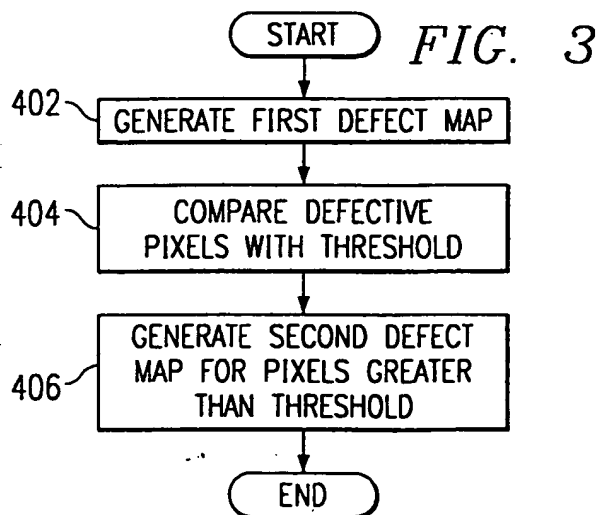 START
FIG. 3
402
GENERATE FIRST DEFECT MAP
404
COMPARE DEFECTIVE
PIXELS WITH THRESHOLD
406
GENERATE SECOND DEFECT
MAP FOR PIXELS GREATER
THAN THRESHOLD
END